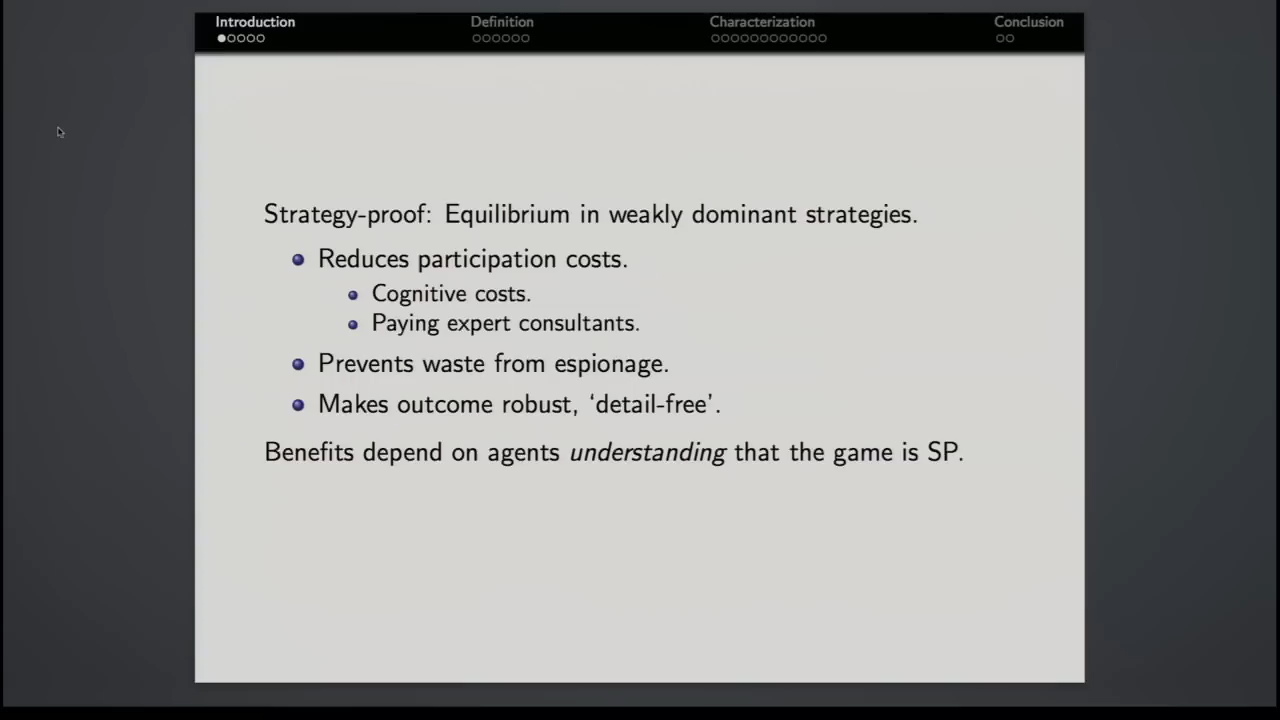 Introduction
Definition
Characterization
Conclusion
Strategy-proof: Equilibrium in weakly dominant strategies.
Reduces participation costs.
Cognitive costs.
Paying expert consultants.
Prevents waste from espionage.
Makes outcome robust, ‘detail-free’.
Benefits depend on agents understanding that the game is SP.